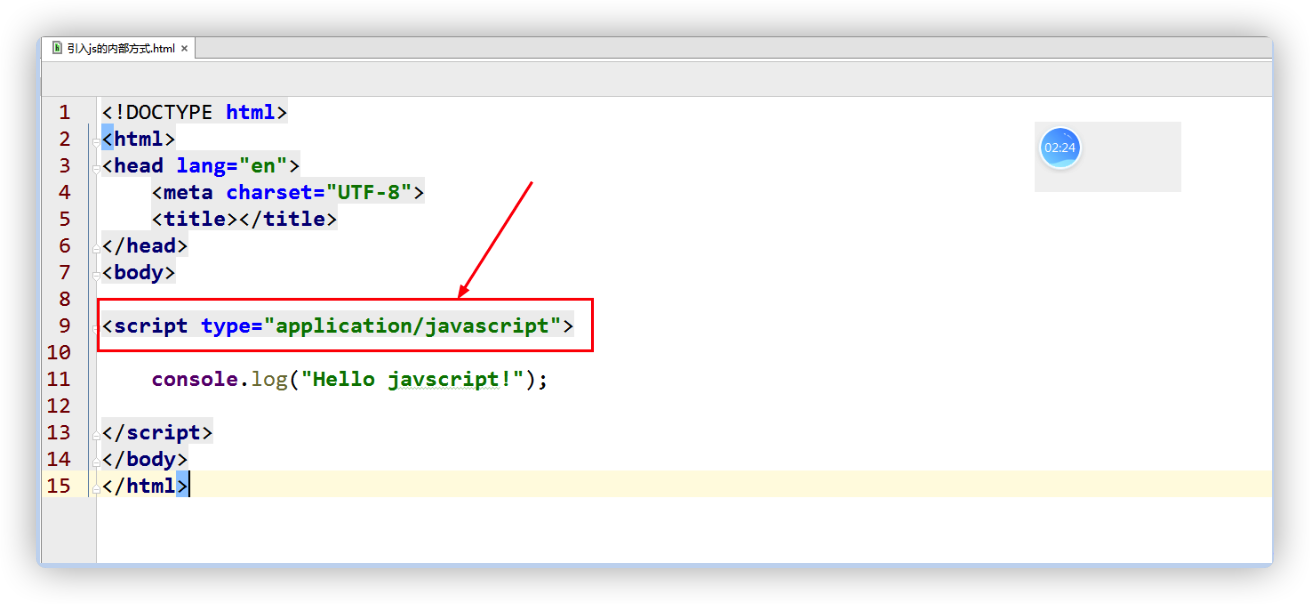 引入js的内部方式.html ×
1 <!DOCTYPE html>
2 <html>
3 <head lang="en">
4     <meta charset="UTF-8">
5     <title></title>
6 </head>
7 <body>
8
9 <script type="application/javascript">
10
11     console.log("Hello javscript!");
12
13 </script>
14 </body>
15 </html>
02:24